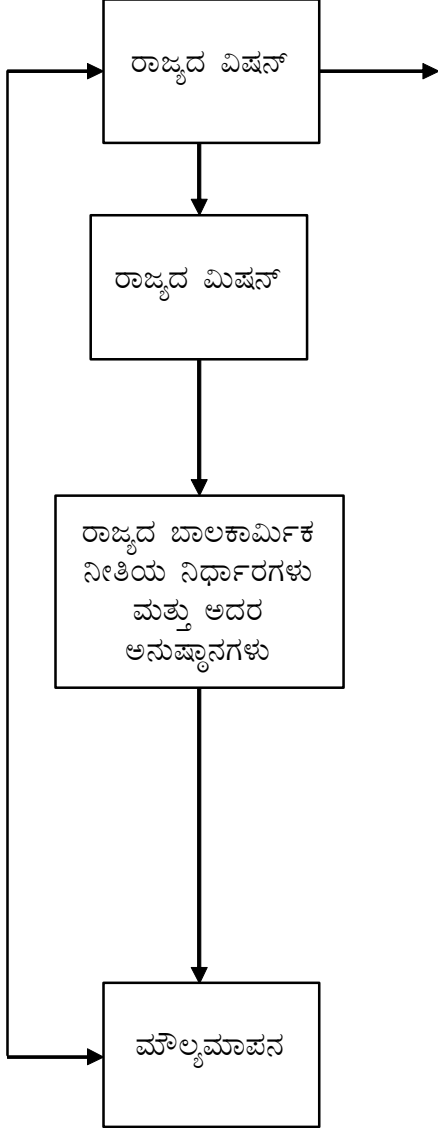 ರಾಜ್ಯದ ವಿಷನ್
ರಾಜ್ಯದ ಮಿಷನ್
ರಾಜ್ಯದ ಬಾಲಕಾರ್ಮಿಕ
ನೀತಿಯ ನಿರ್ಧಾರಗಳು
ಮತ್ತು ಅದರ
ಅನುಷ್ಠಾನಗಳು
ಮೌಲ್ಯಮಾಪನ